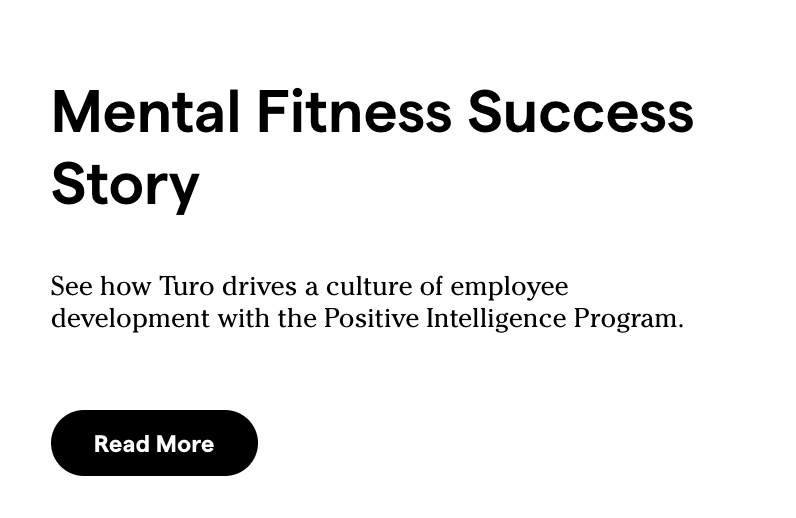 Mental Fitness Success
Story
See how Turo drives a culture of employee
development with the Positive Intelligence Program.
Read More